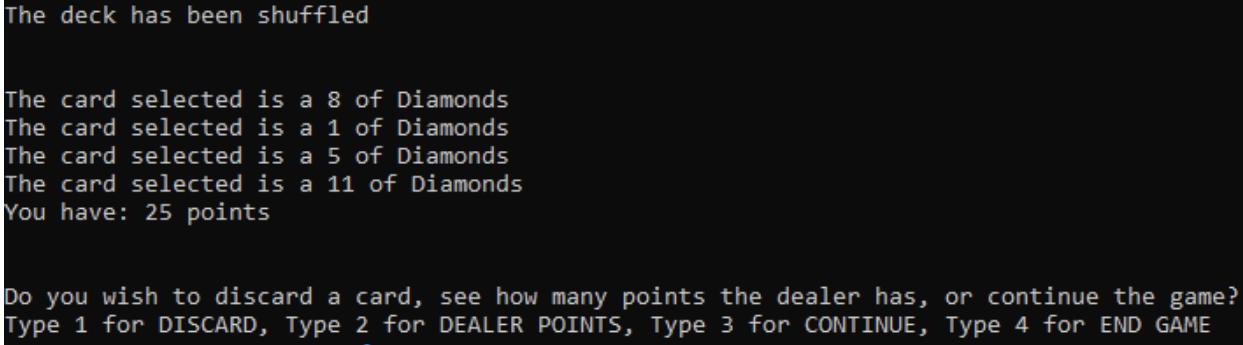 The deck has been shuffled
The card selected is a 8 of Diamonds
The card selected is a 1 of Diamonds
The card selected is a 5 of Diamonds
The card selected is a 11 of Diamonds
You have: 25 points
Do you wish to discard a card, see how many points the dealer has, or continue the game?
Type 1 for DISCARD, Type 2 for DEALER POINTS, Type 3 for CONTINUE, Type 4 for END GAME